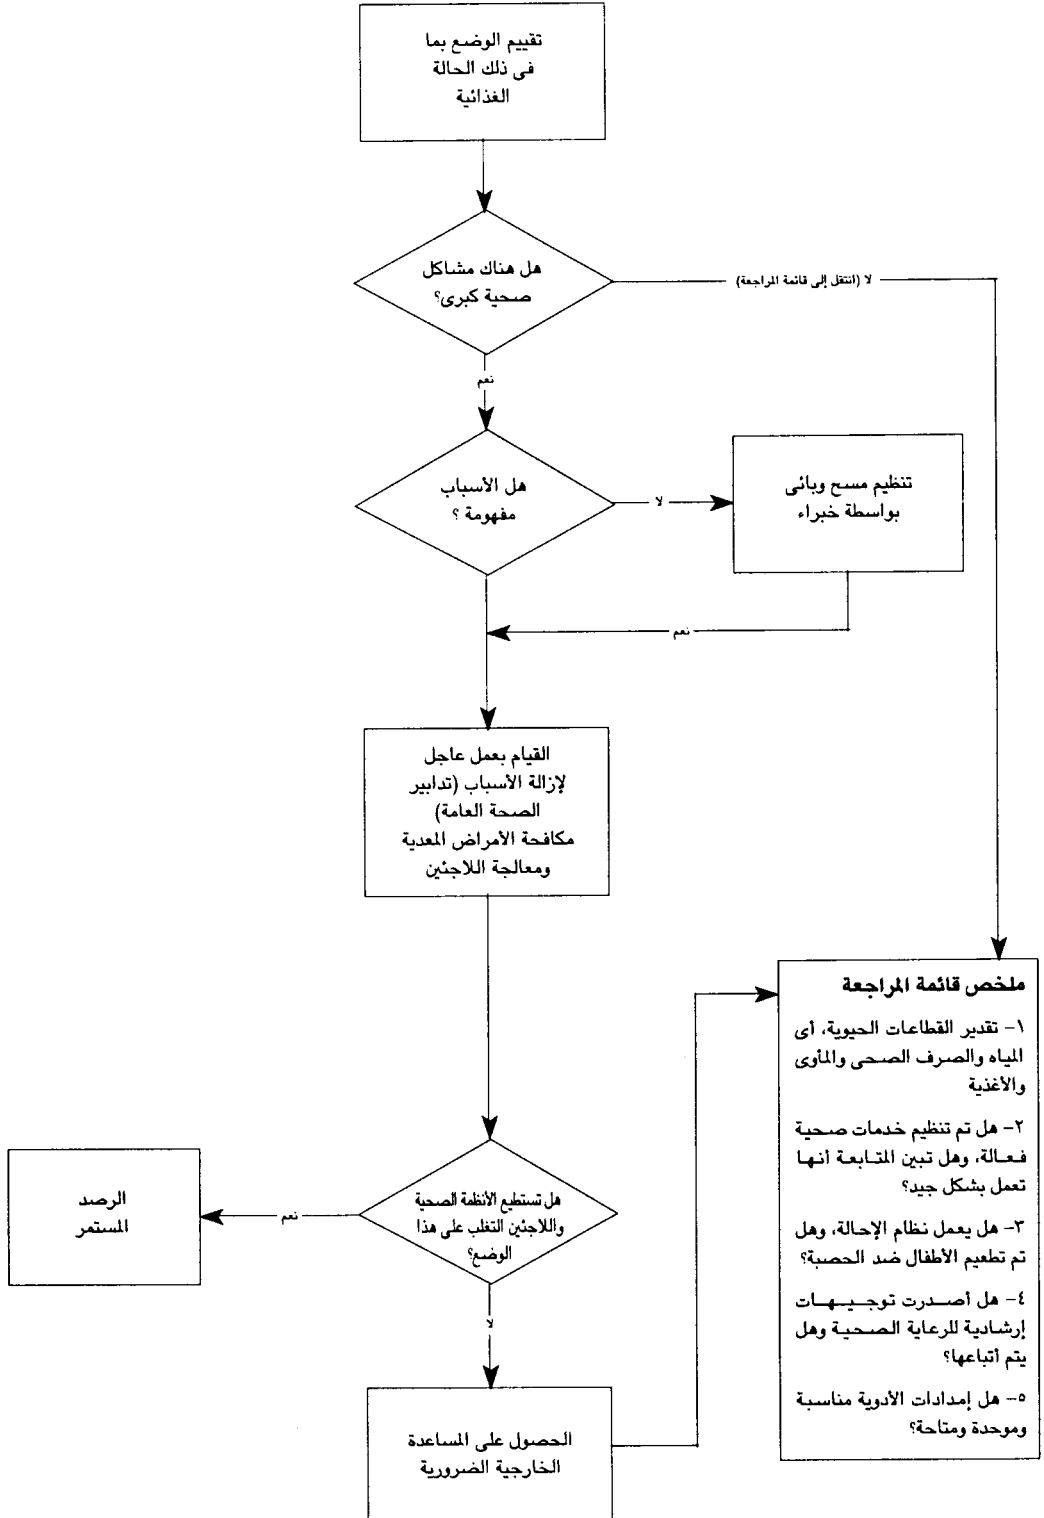 تقييم الوضع بما
فى ذلك الحالة
الغذائية
هل هناك مشاكل
صحية كبرى؟
لا (انتقل إلى قائمة المراجعة)
نعم
هل الأسباب
مفهومة ؟
لا
تنظيم مسح وبائى
بواسطة خبراء
نعم
القيام بعمل عاجل
لإزالة الأسباب (تدابير
الصحة العامة)
مكافحة الأمراض المعدية
ومعالجة اللاجئين
هل تستطيع الأنظمة الصحية
واللاجئين التغلب على هذا
الوضع؟
نعم
الرصد
المستمر
لا
الحصول على المساعدة
الخارجية الضرورية
ملخص قائمة المراجعة
١- تقدير القطاعات الحيوية، أى
المياه والصرف الصحى والمأوى
والأغذية
٢- هل تم تنظيم خدمات صحية
فعالة، وهل تبين المتابعة أنها
تعمل بشكل جيد؟
٣- هل يعمل نظام الإحالة، وهل
تم تطعيم الأطفال ضد الحصبة؟
٤- هل أصدرت توجيهات
إرشادية للرعاية الصحية وهل
يتم أتباعها؟
٥- هل إمدادات الأدوية مناسبة
وموحدة ومتاحة؟